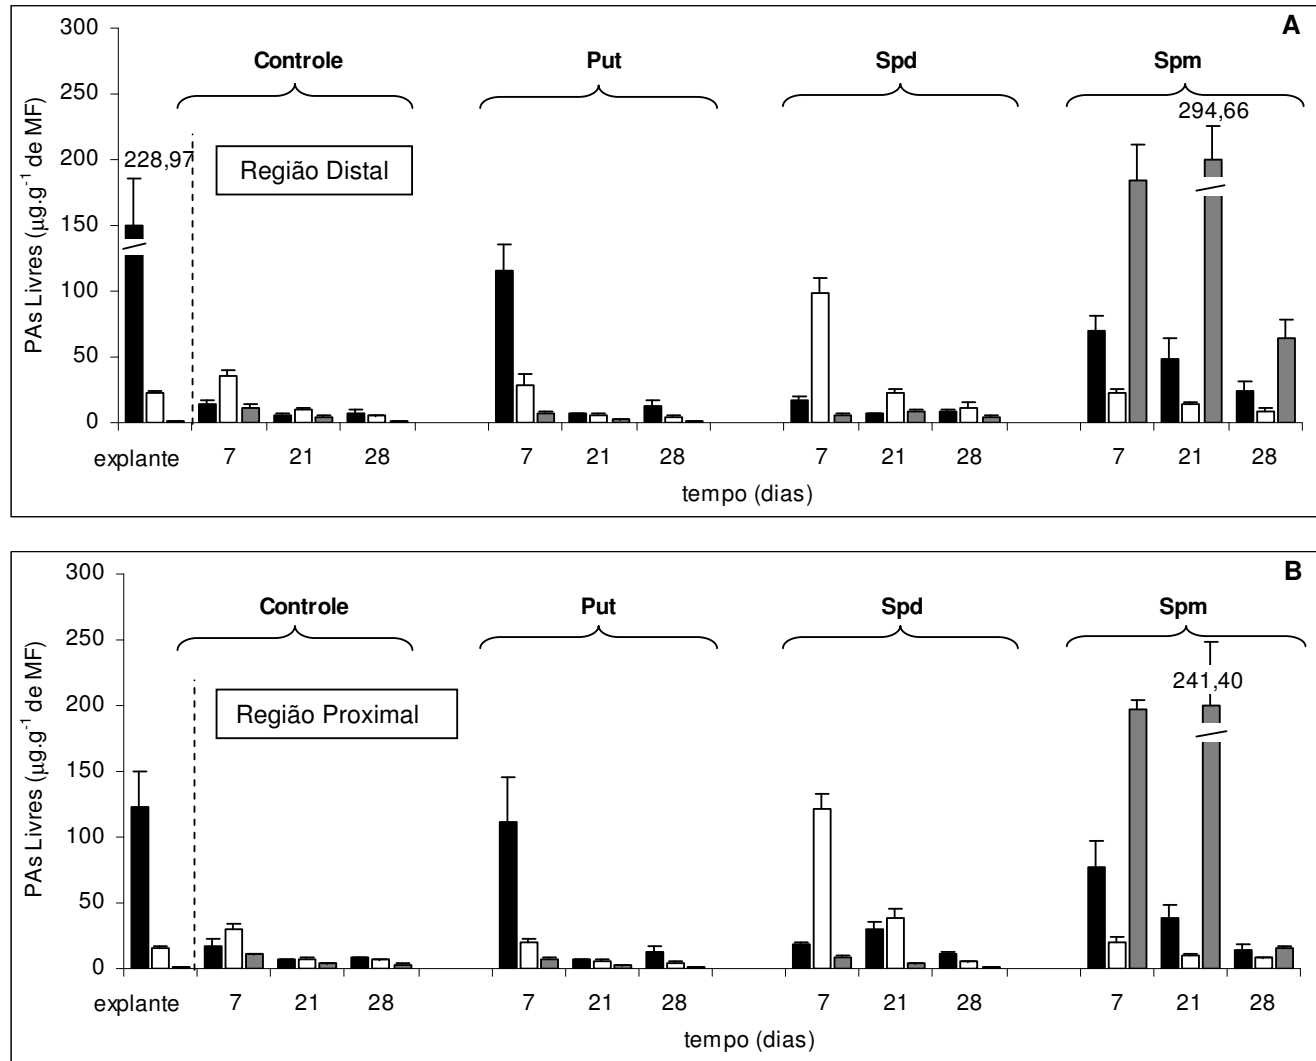 A
300
250
200
150
100
50
0
PAs Livres (µg.g⁻¹ de MF)
Controle
Put
Spd
Spm
294,66
228,97
Região Distal
explante 7 21 28 7 21 28 7 21 28 7 21 28
tempo (dias)
B
300
250
200
150
100
50
0
PAs Livres (µg.g⁻¹ de MF)
Controle
Put
Spd
Spm
241,40
Região Proximal
explante 7 21 28 7 21 28 7 21 28 7 21 28
tempo (dias)